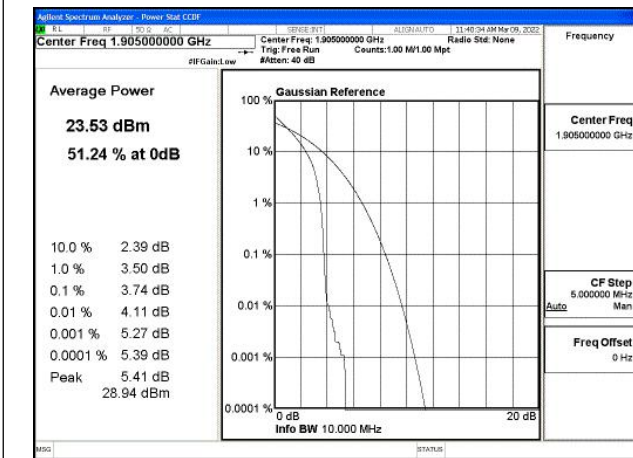 Agilent Spectrum Analyzer - Power Stat CCDF
RL RF 50 Ω AC SENSE:INT ALIGN AUTO 11:40:34 AM Mar 09, 2022
Center Freq 1.905000000 GHz
Center Freq: 1.905000000 GHz Radio Std: None
Trig: Free Run Counts:1.00 M/1.00 Mpt
#IFGain:Low #Atten: 40 dB
Frequency
Average Power
23.53 dBm
51.24 % at 0dB
10.0 % 2.39 dB
1.0 % 3.50 dB
0.1 % 3.74 dB
0.01 % 4.11 dB
0.001 % 5.27 dB
0.0001 % 5.39 dB
Peak 5.41 dB
28.94 dBm
Gaussian Reference
100 %
10 %
1 %
0.1 %
0.01 %
0.001 %
0.0001 %
0 dB 20 dB
Info BW 10.000 MHz
Center Freq
1.905000000 GHz
CF Step
5.000000 MHz
Auto Man
Freq Offset
0 Hz
MSG STATUS